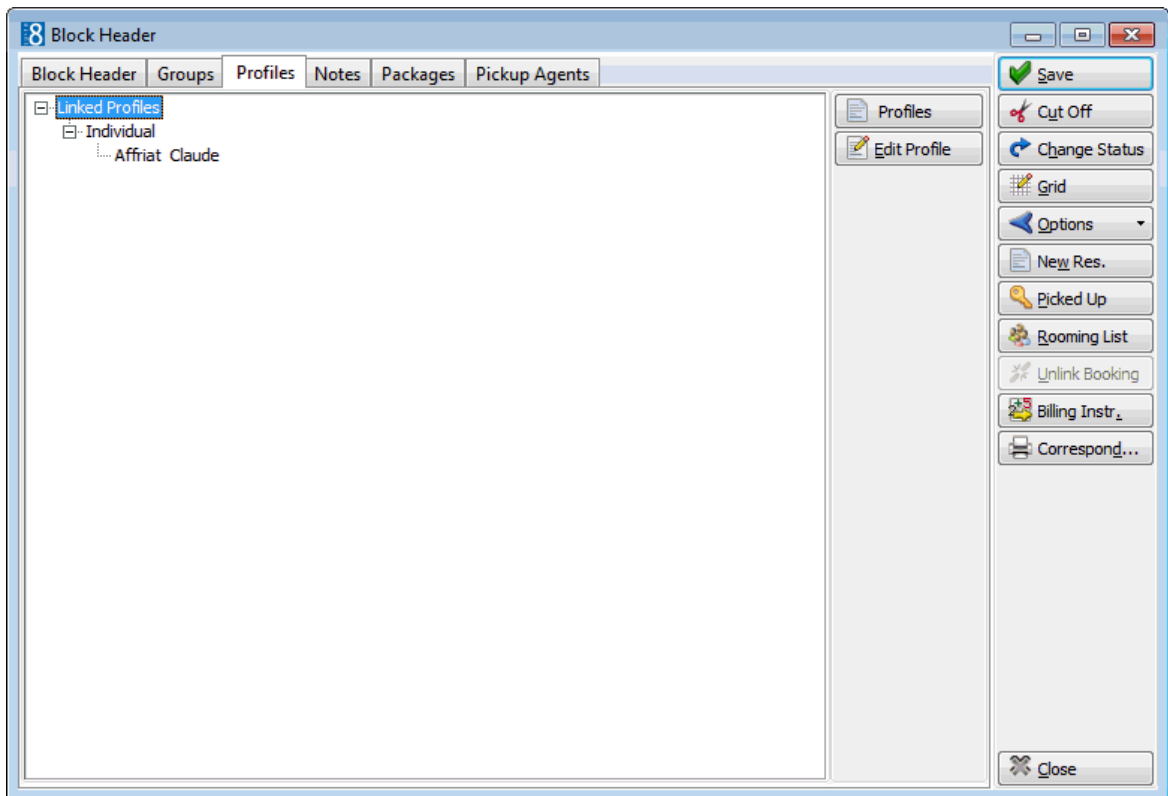 8 Block Header
Block Header Groups Profiles Notes Packages Pickup Agents
Linked Profiles
Individual
Affriat Claude
Profiles
Edit Profile
Save
Cut Off
Change Status
Grid
Options
New Res.
Picked Up
Rooming List
Unlink Booking
Billing Instr.
Correspond...
Close